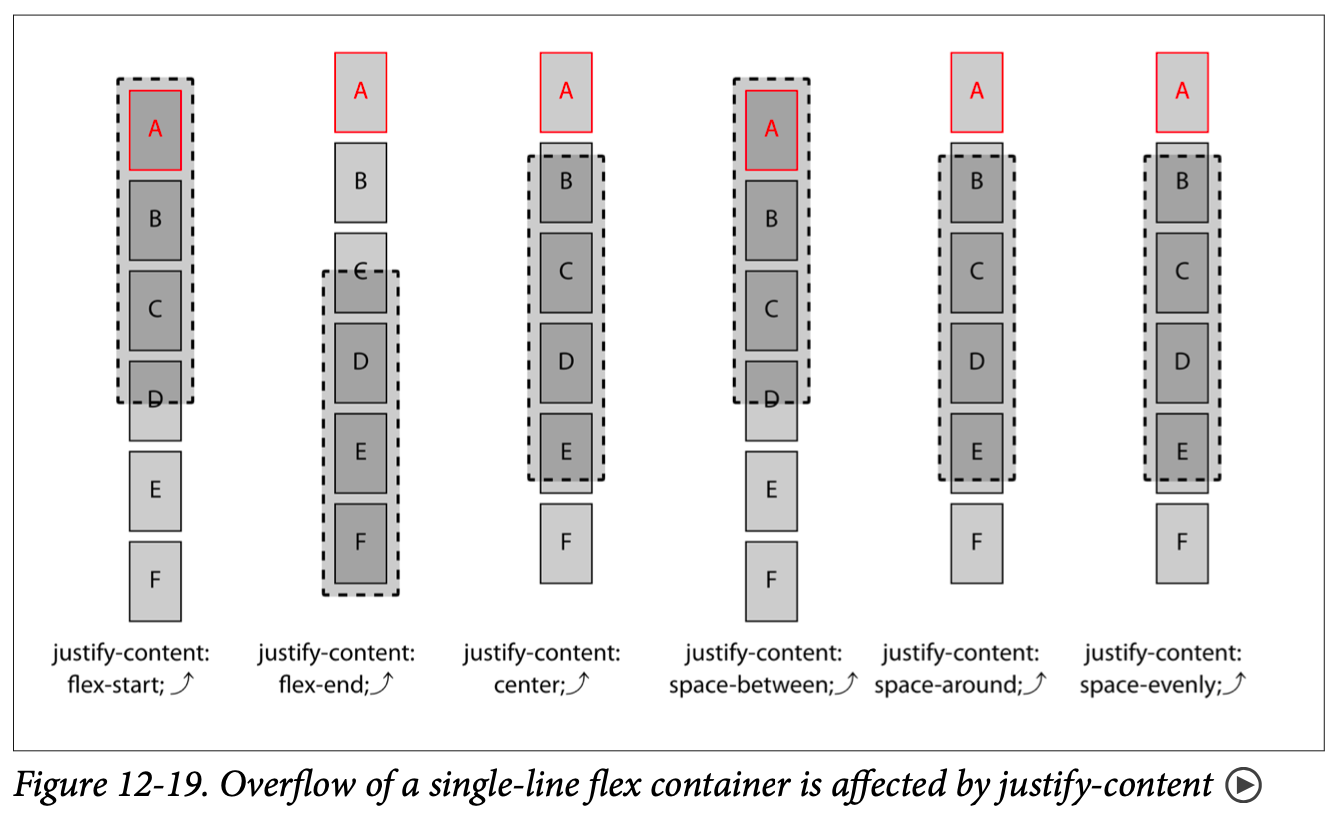 A
B
C
D
E
F
justify-content:
flex-start; ⤴
A
B
C
D
E
F
justify-content:
flex-end; ⤴
A
B
C
D
E
F
justify-content:
center; ⤴
A
B
C
D
E
F
justify-content:
space-between; ⤴
A
B
C
D
E
F
justify-content:
space-around; ⤴
A
B
C
D
E
F
justify-content:
space-evenly; ⤴
Figure 12-19. Overflow of a single-line flex container is affected by justify-content